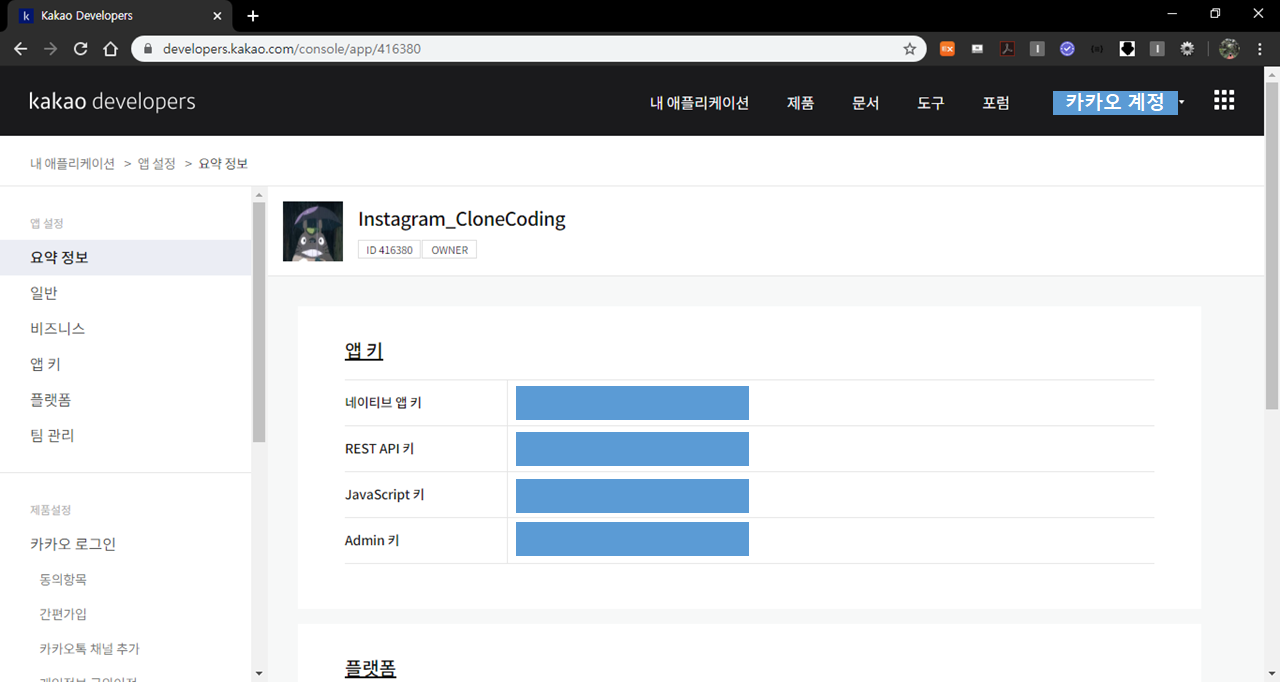 Kakao Developers
developers.kakao.com/console/app/416380
kakao developers
내 애플리케이션
제품
문서
도구
포럼
카카오 계정
내 애플리케이션 > 앱 설정 > 요약 정보
앱 설정
요약 정보
일반
비즈니스
앱 키
플랫폼
팀 관리
제품설정
카카오 로그인
동의항목
간편가입
카카오톡 채널 추가
Instagram_CloneCoding
ID 416380
OWNER
앱 키
네이티브 앱 키
REST API 키
JavaScript 키
Admin 키
플랫폼